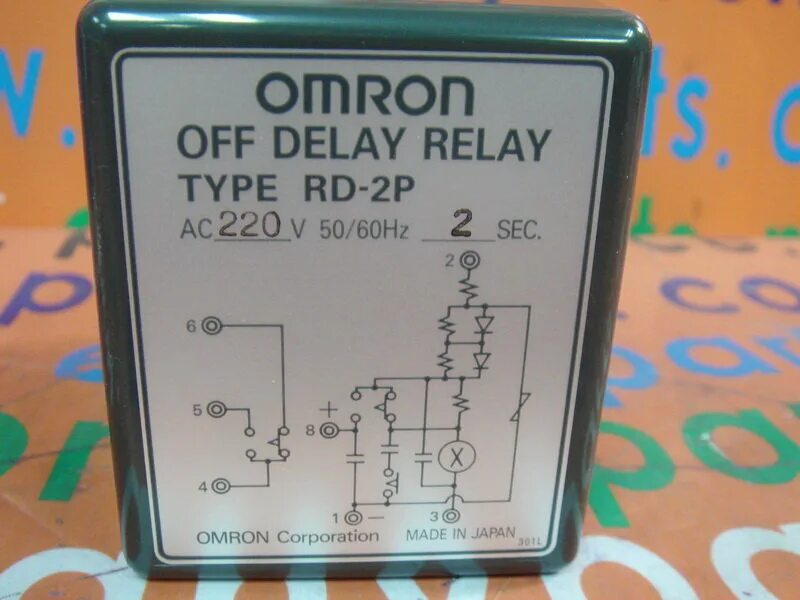 OMRON
OFF DELAY RELAY
TYPE RD-2P
AC 220 V 50/60Hz 2 SEC.
2
6
5
+
8
4
1 —
3
X
OMRON Corporation MADE IN JAPAN
301L